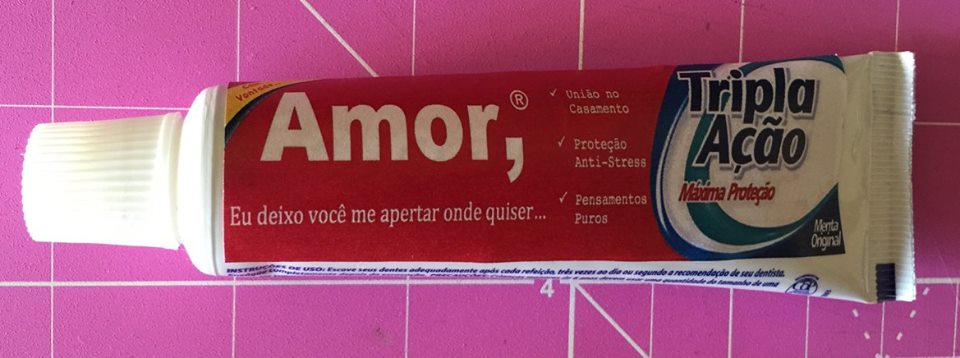 Vontade
Amor,®
Eu deixo você me apertar onde quiser...
✓ União no
Casamento
✓ Proteção
Anti-Stress
✓ Pensamentos
Puros
Tripla
Ação
Máxima Proteção
Menta
Original
INSTRUÇÕES DE USO: Escove seus dentes adequadamente após cada refeição, três vezes ao dia ou segundo a recomendação de seu dentista.
4